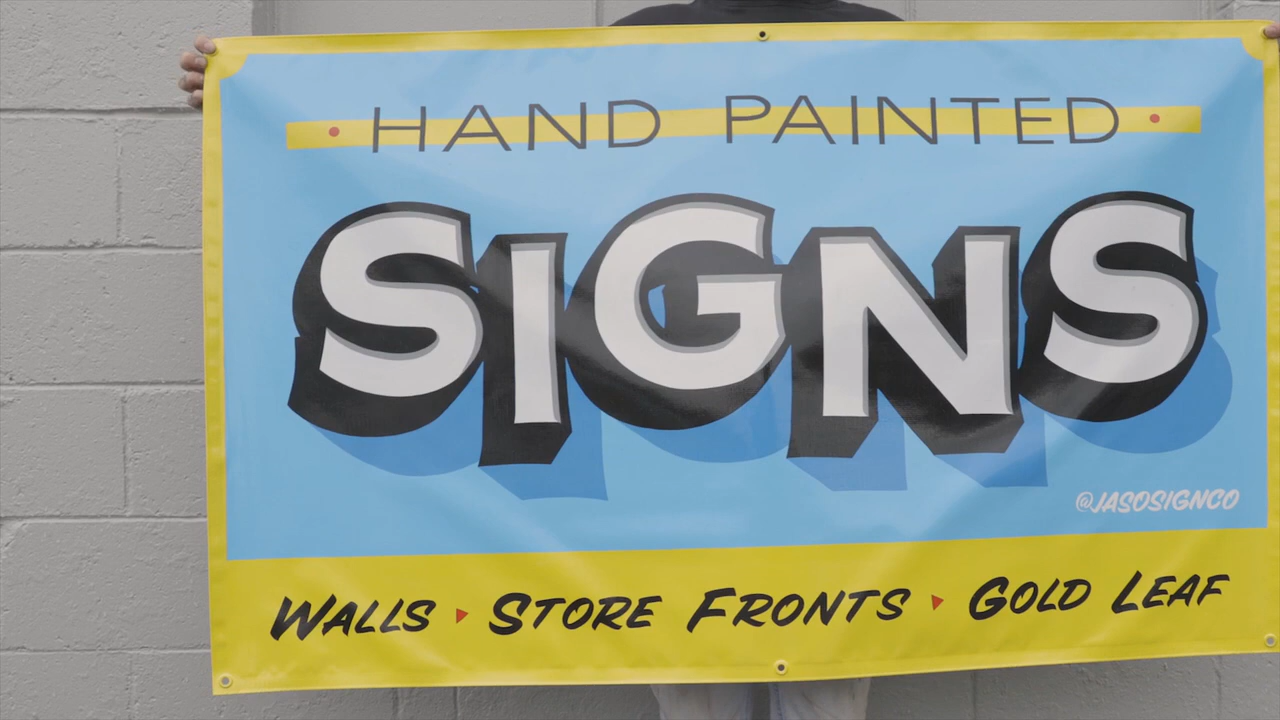 HAND PAINTED
SIGNS
@JASOSIGNCO
WALLS ▸ STORE FRONTS ▸ GOLD LEAF